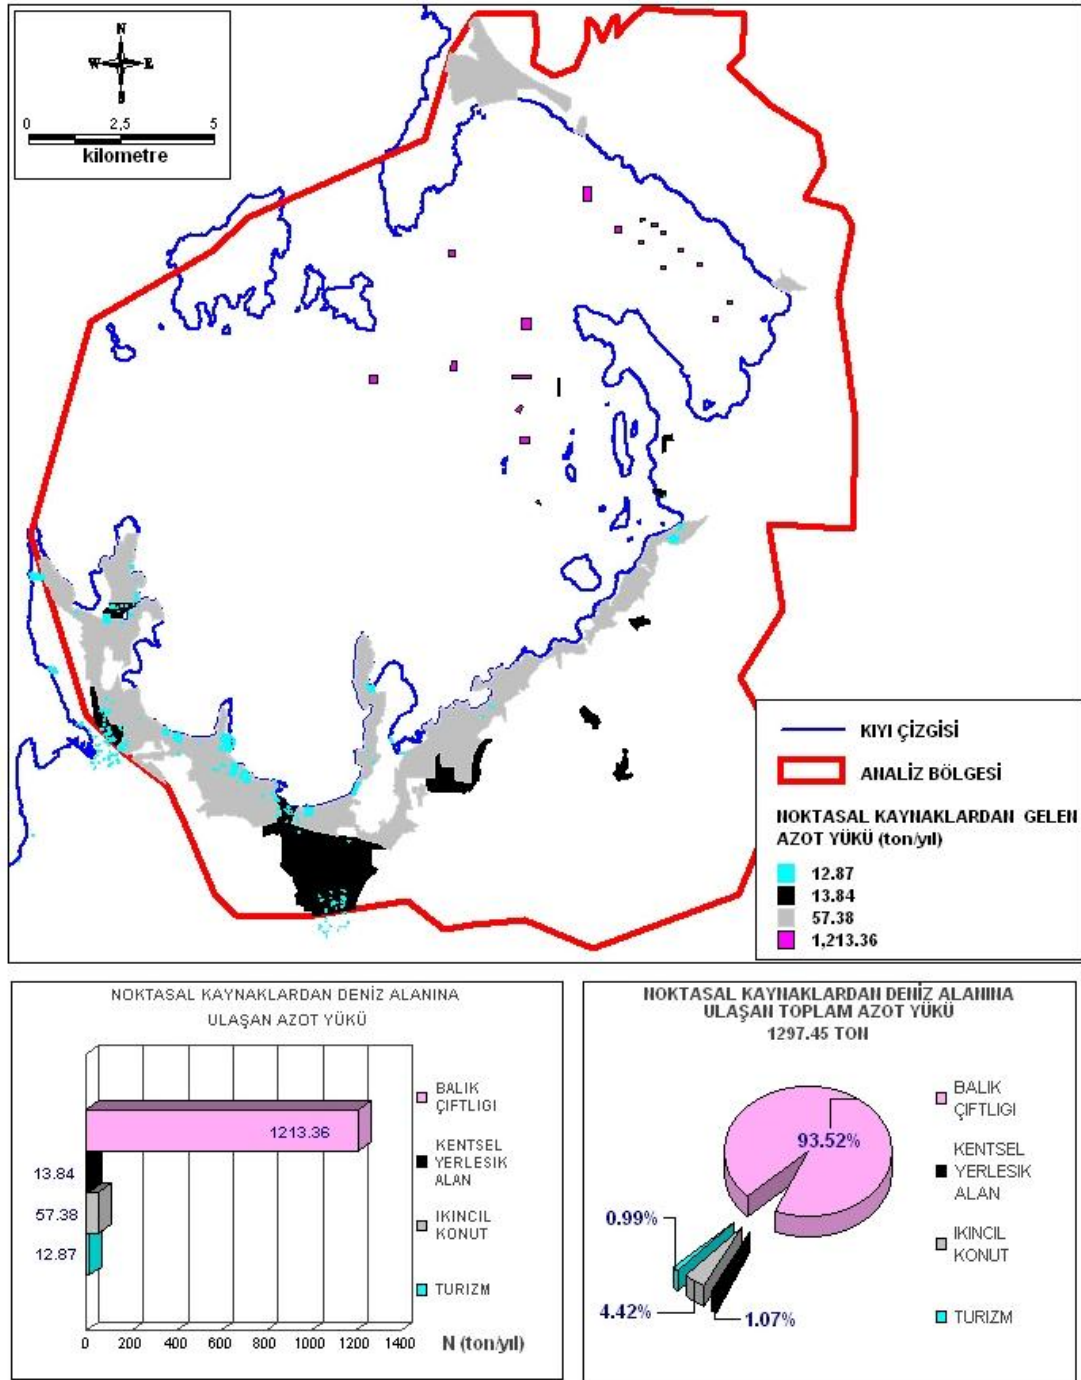 N
W E
S
0 2,5 5
kilometre
KIYI ÇİZGİSİ
ANALİZ BÖLGESİ
NOKTASAL KAYNAKLARDAN GELEN
AZOT YÜKÜ (ton/yıl)
12.87
13.84
57.38
1,213.36
NOKTASAL KAYNAKLARDAN DENİZ ALANINA
ULAŞAN AZOT YÜKÜ
1213.36
13.84
57.38
12.87
0 200 400 600 800 1000 1200 1400 N (ton/yıl)
BALIK
ÇIFTLIGI
KENTSEL
YERLESIK
ALAN
IKINCIL
KONUT
TURIZM
NOKTASAL KAYNAKLARDAN DENİZ ALANINA
ULAŞAN TOPLAM AZOT YÜKÜ
1297.45 TON
93.52%
0.99%
4.42%
1.07%
BALIK
ÇIFTLIGI
KENTSEL
YERLESIK
ALAN
IKINCIL
KONUT
TURIZM